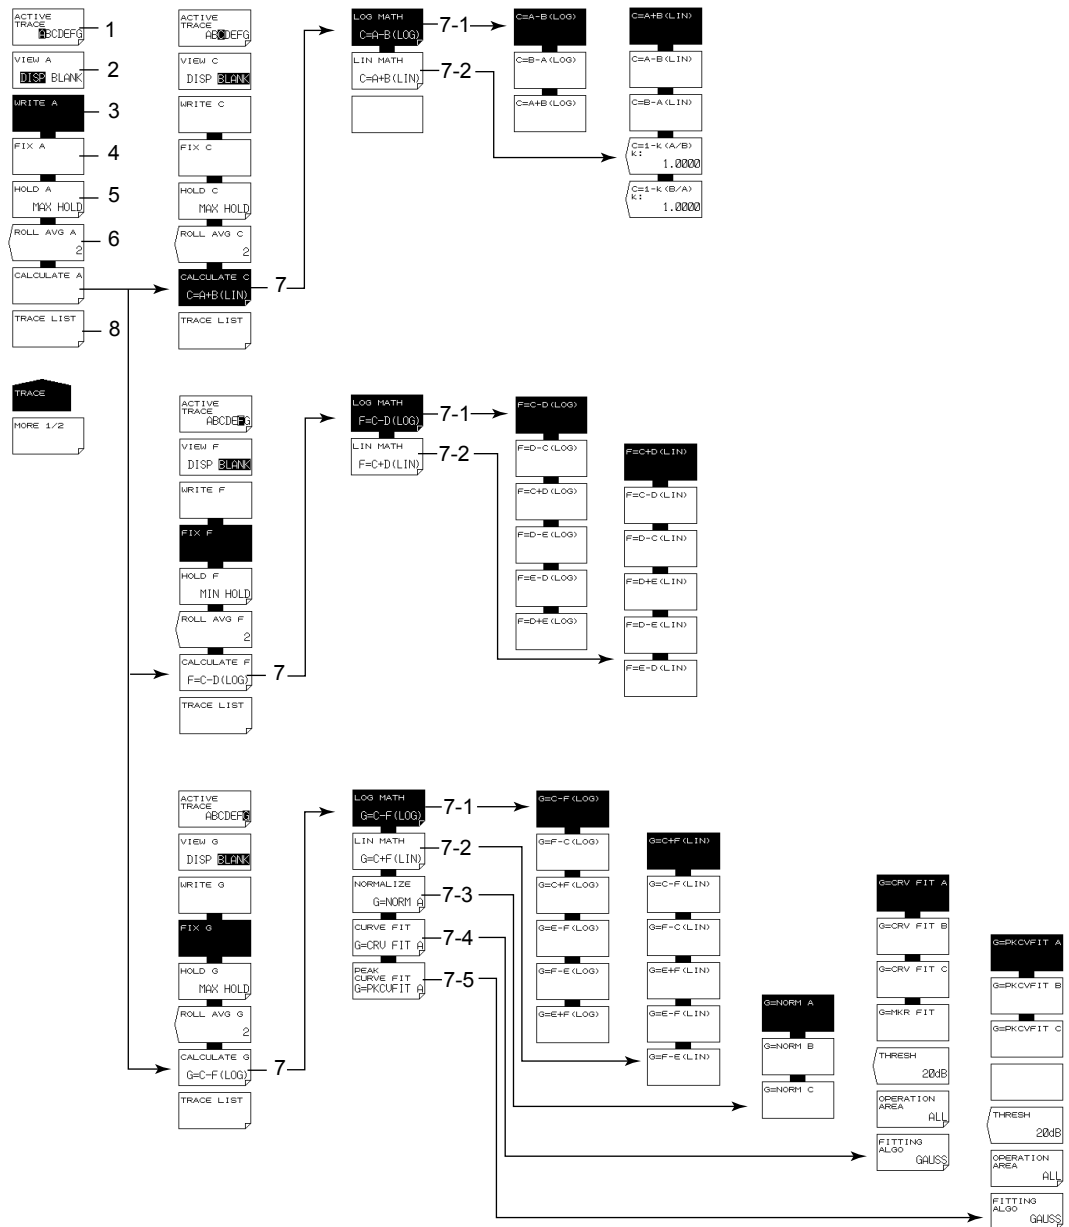 ACTIVE
TRACE
ABCDEFG
1
VIEW A
DISP BLANK
2
WRITE A
3
FIX A
4
HOLD A
MAX HOLD
5
ROLL AVG A
2
6
CALCULATE A
TRACE LIST
8
TRACE
MORE 1/2
ACTIVE
TRACE
ABCDEFG
VIEW C
DISP BLANK
WRITE C
FIX C
HOLD C
MAX HOLD
ROLL AVG C
2
CALCULATE C
C=A+B(LIN)
7
TRACE LIST
LOG MATH
C=A-B(LOG)
7-1
LIN MATH
C=A+B(LIN)
7-2
C=A-B(LOG)
C=B-A(LOG)
C=A+B(LOG)
C=A+B(LIN)
C=A-B(LIN)
C=B-A(LIN)
C=1-k(A/B)
k:
1.0000
C=1-k(B/A)
k:
1.0000
ACTIVE
TRACE
ABCDEFG
VIEW F
DISP BLANK
WRITE F
FIX F
HOLD F
MIN HOLD
ROLL AVG F
2
CALCULATE F
F=C-D(LOG)
7
TRACE LIST
LOG MATH
F=C-D(LOG)
7-1
LIN MATH
F=C+D(LIN)
7-2
F=C-D(LOG)
F=D-C(LOG)
F=C+D(LOG)
F=D-E(LOG)
F=E-D(LOG)
F=D+E(LOG)
F=C+D(LIN)
F=C-D(LIN)
F=D-C(LIN)
F=D+E(LIN)
F=D-E(LIN)
F=E-D(LIN)
ACTIVE
TRACE
ABCDEFG
VIEW G
DISP BLANK
WRITE G
FIX G
HOLD G
MAX HOLD
ROLL AVG G
2
CALCULATE G
G=C-F(LOG)
7
TRACE LIST
LOG MATH
G=C-F(LOG)
7-1
LIN MATH
G=C+F(LIN)
7-2
NORMALIZE
G=NORM A
7-3
CURVE FIT
G=CRV FIT A
7-4
PEAK
CURVE FIT
G=PKCVFIT A
7-5
G=C-F(LOG)
G=F-C(LOG)
G=C+F(LOG)
G=E-F(LOG)
G=F-E(LOG)
G=E+F(LOG)
G=C+F(LIN)
G=C-F(LIN)
G=F-C(LIN)
G=E+F(LIN)
G=E-F(LIN)
G=F-E(LIN)
G=NORM A
G=NORM B
G=NORM C
G=CRV FIT A
G=CRV FIT B
G=CRV FIT C
G=MKR FIT
THRESH
20dB
OPERATION
AREA
ALL
FITTING
ALGO
GAUSS
G=PKCVFIT A
G=PKCVFIT B
G=PKCVFIT C
THRESH
20dB
OPERATION
AREA
ALL
FITTING
ALGO
GAUSS